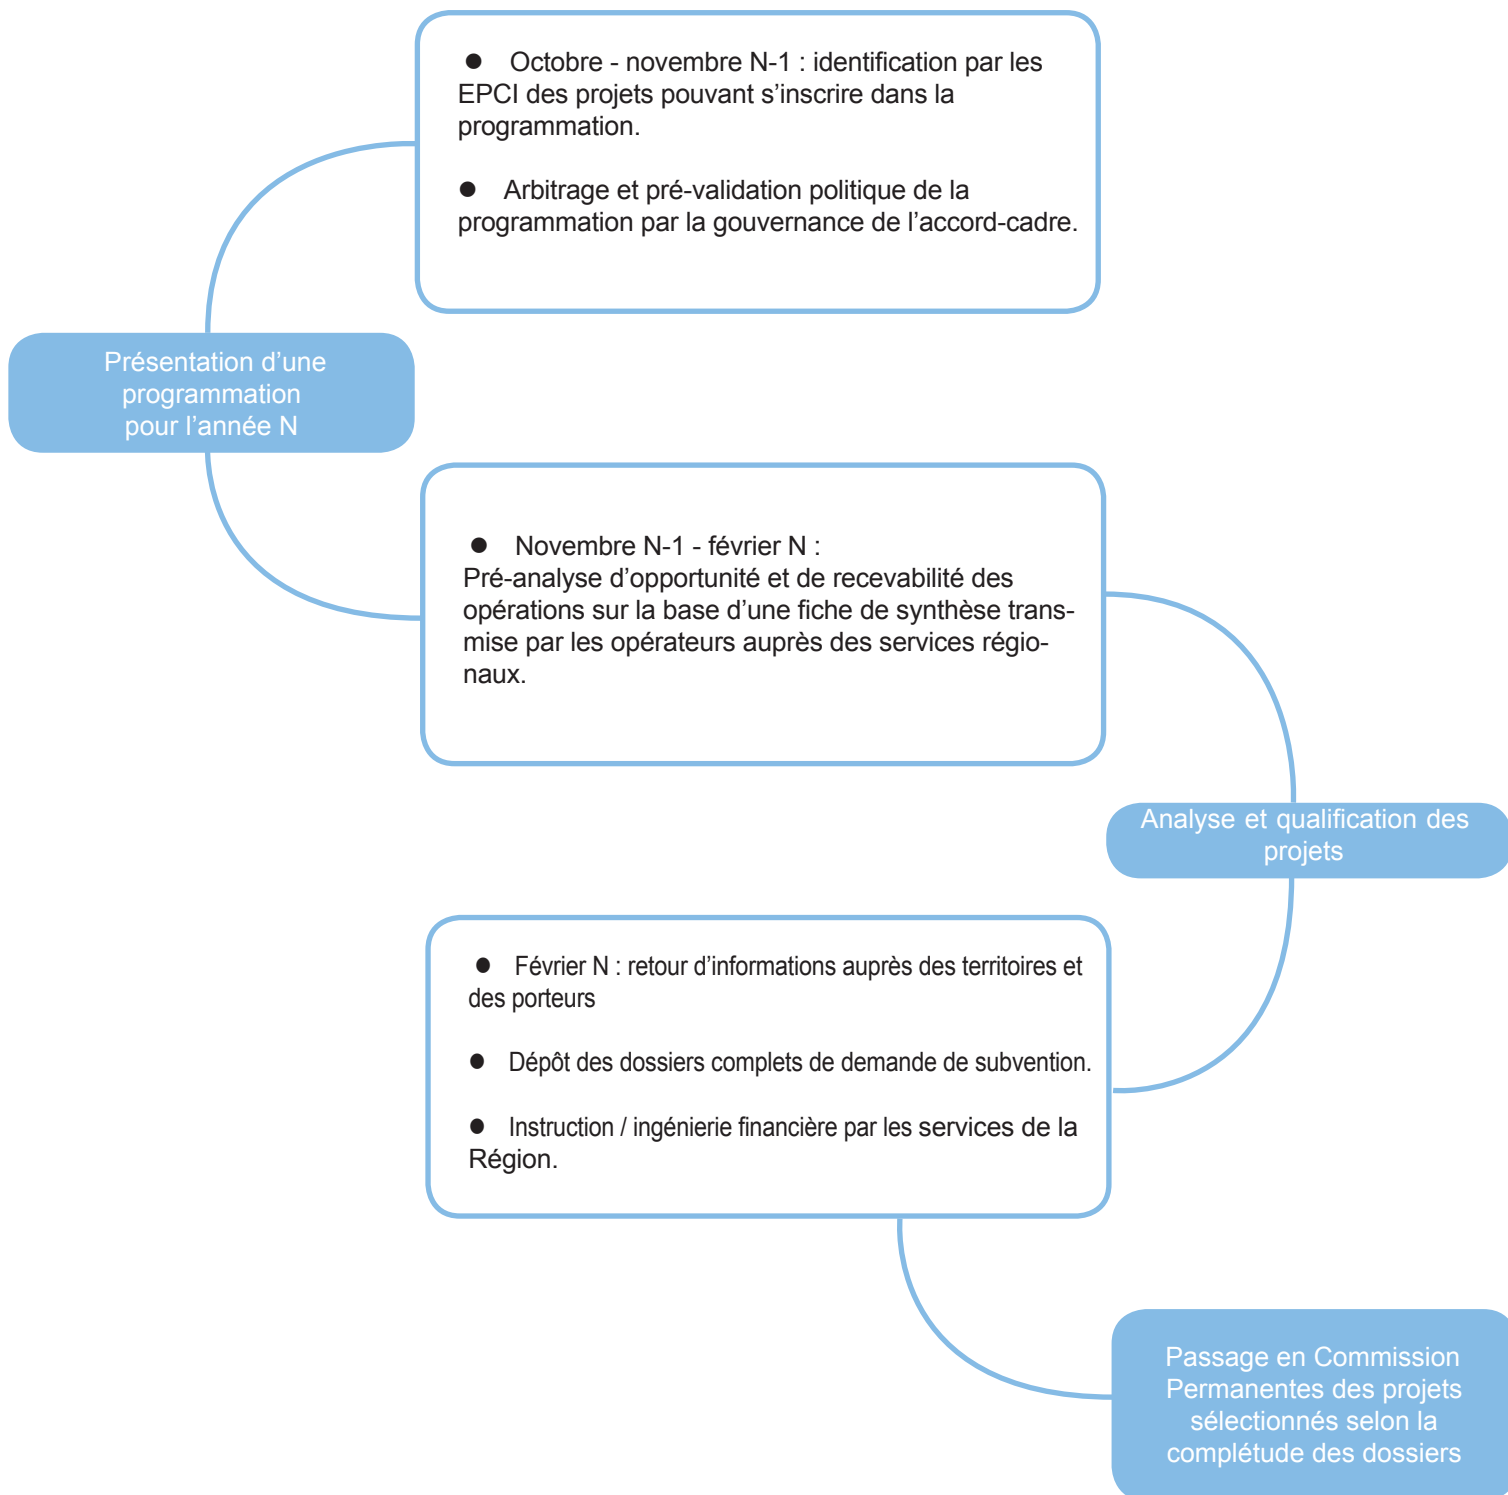 ● Octobre - novembre N-1 : identification par les
EPCI des projets pouvant s’inscrire dans la
programmation.
● Arbitrage et pré-validation politique de la
programmation par la gouvernance de l’accord-cadre.
Présentation d’une
programmation
pour l’année N
● Novembre N-1 - février N :
Pré-analyse d’opportunité et de recevabilité des
opérations sur la base d’une fiche de synthèse trans-
mise par les opérateurs auprès des services régio-
naux.
Analyse et qualification des
projets
● Février N : retour d’informations auprès des territoires et
des porteurs
● Dépôt des dossiers complets de demande de subvention.
● Instruction / ingénierie financière par les services de la
Région.
Passage en Commission
Permanentes des projets
sélectionnés selon la
complétude des dossiers